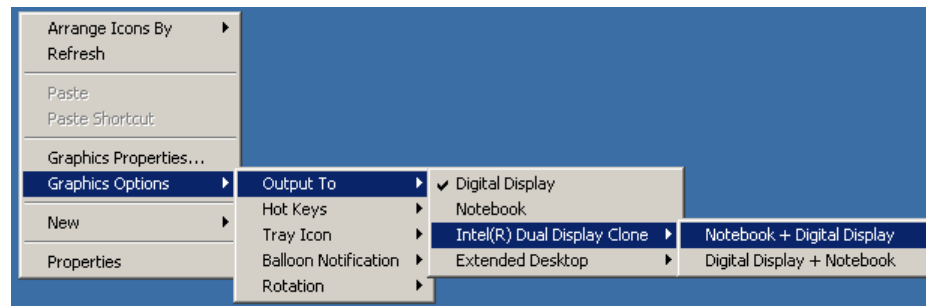 Arrange Icons By
Refresh
Paste
Paste Shortcut
Graphics Properties...
Graphics Options
New
Properties
Output To
Hot Keys
Tray Icon
Balloon Notification
Rotation
Digital Display
Notebook
Intel(R) Dual Display Clone
Extended Desktop
Notebook + Digital Display
Digital Display + Notebook